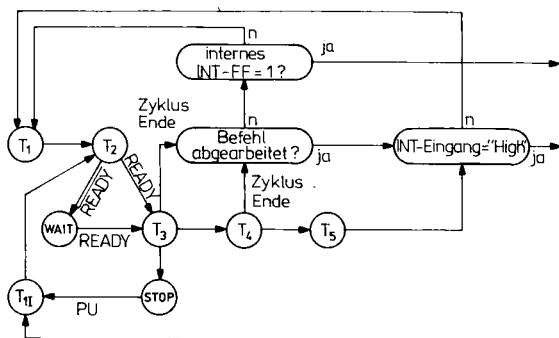 n
internes
INT-FF = 1 ?
ja
n
n
Zyklus
Ende
T1
T2
Befehl
abgearbeitet ?
ja
INT-Eingang="High"
ja
READY
READY
Zyklus
Ende
WAIT
READY
T3
T4
T5
T1I
PU
STOP